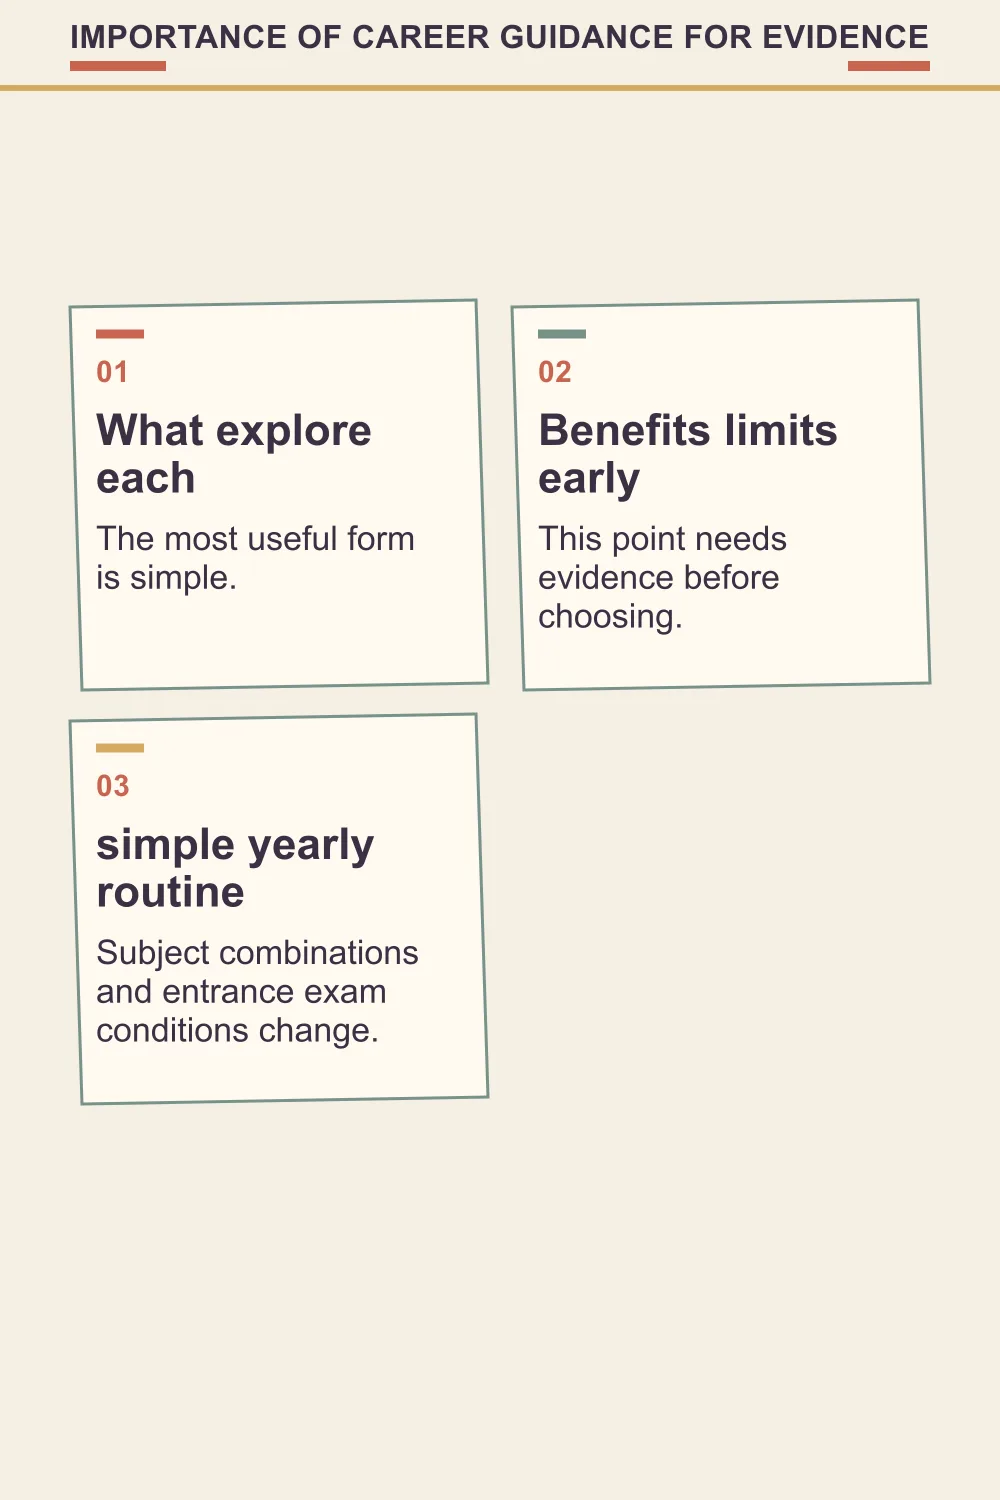 IMPORTANCE OF CAREER GUIDANCE FOR EVIDENCE
01
What explore
each
The most useful form
is simple.
02
Benefits limits
early
This point needs
evidence before
choosing.
03
simple yearly
routine
Subject combinations
and entrance exam
conditions change.